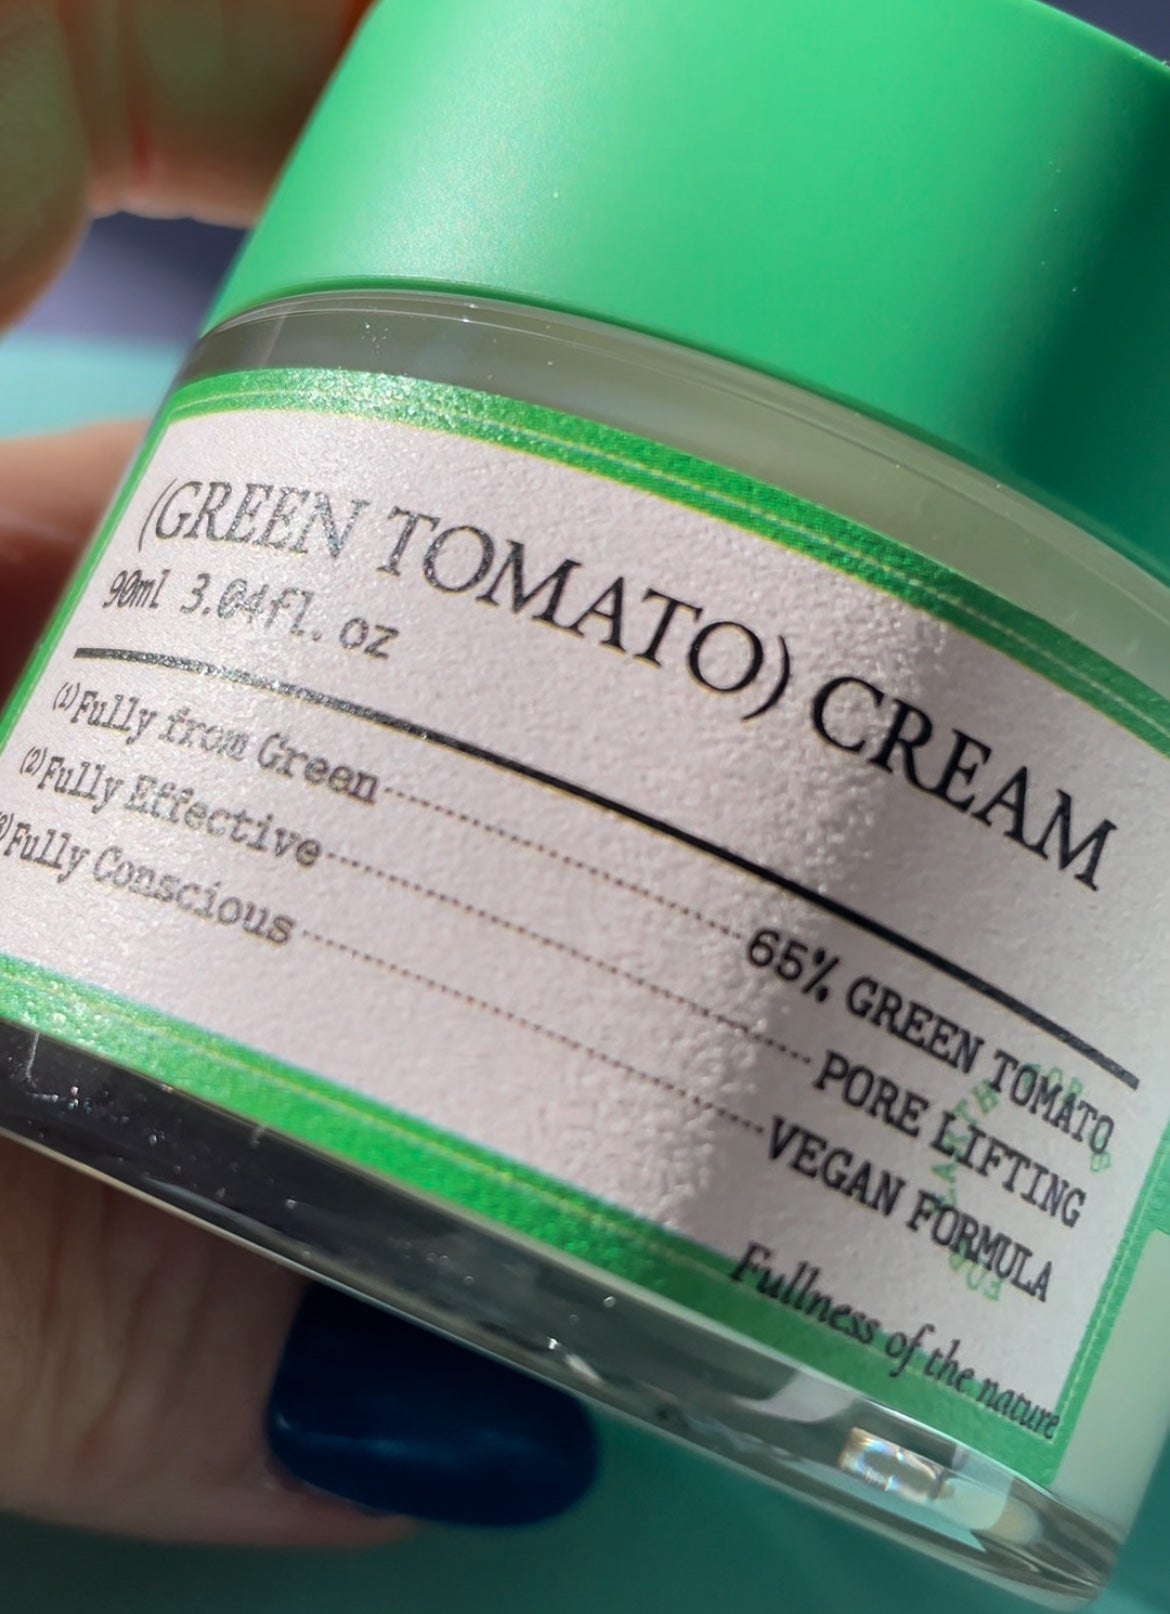 (GREEN TOMATO) CREAM
90ml 3.04fl. oz
(1)Fully from Green 65% GREEN TOMATO
(2)Fully Effective PORE LIFTING
(3)Fully Conscious VEGAN FORMULA
Fullness of the nature